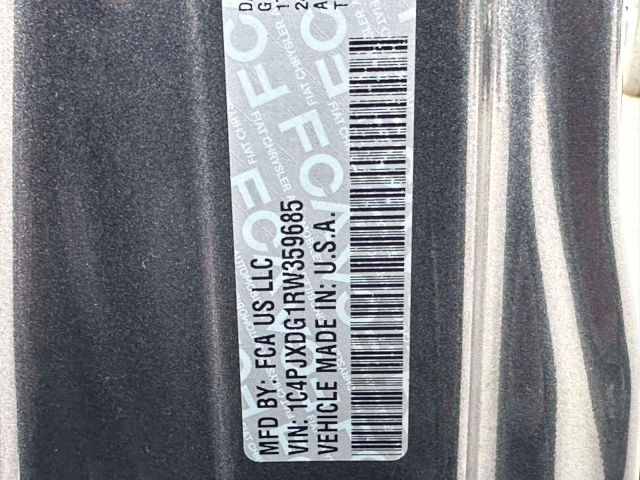 MFD BY: FCA US LLC
VIN: 1C4PJXDG1RW359685
VEHICLE MADE IN: U.S.A.